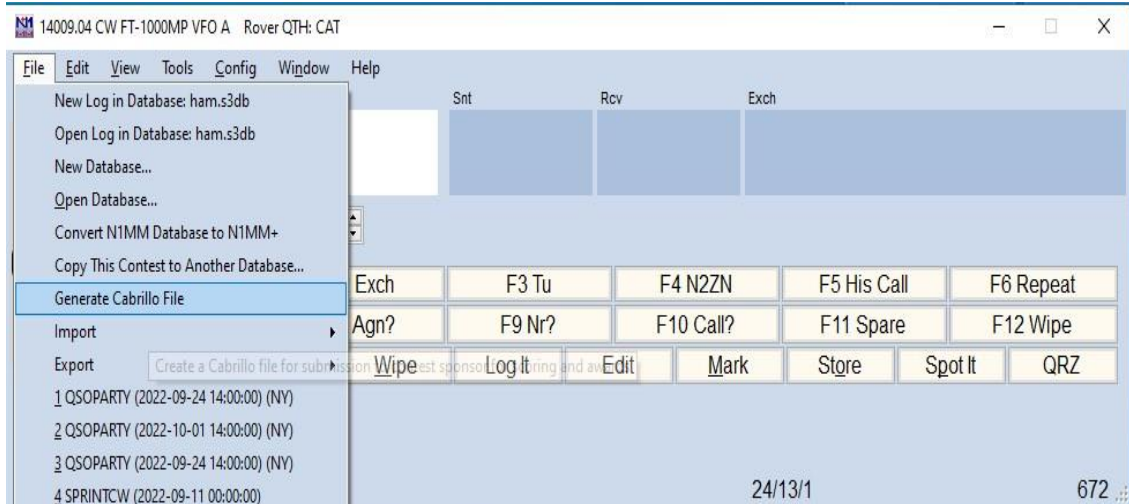 N1MM 14009.04 CW FT-1000MP VFO A Rover QTH: CAT
File Edit View Tools Config Window Help
Snt Rcv Exch
New Log in Database: ham.s3db
Open Log in Database: ham.s3db
New Database...
Open Database...
Convert N1MM Database to N1MM+
Copy This Contest to Another Database...
Exch F3 Tu F4 N2ZN F5 His Call F6 Repeat
Generate Cabrillo File
Agn? F9 Nr? F10 Call? F11 Spare F12 Wipe
Import
Wipe Log It Edit Mark Store Spot It QRZ
Export
Create a Cabrillo file for submission
1 QSOPARTY (2022-09-24 14:00:00) (NY)
2 QSOPARTY (2022-10-01 14:00:00) (NY)
3 QSOPARTY (2022-09-24 14:00:00) (NY)
4 SPRINTCW (2022-09-11 00:00:00)
24/13/1 672